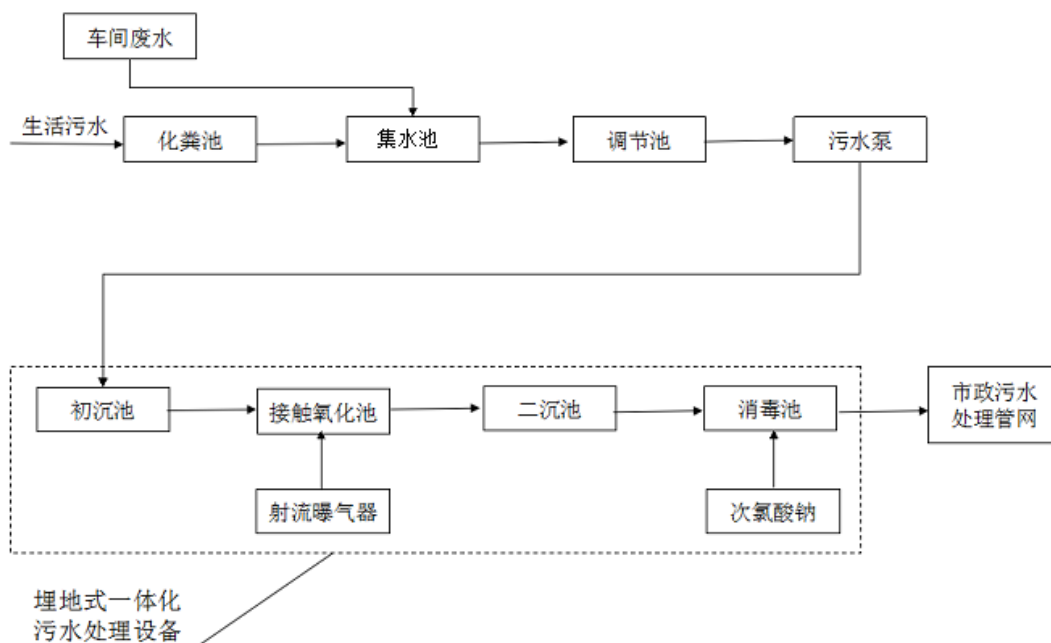 车间废水
生活污水
化粪池
集水池
调节池
污水泵
初沉池
接触氧化池
二沉池
消毒池
市政污水
处理管网
射流曝气器
次氯酸钠
埋地式一体化
污水处理设备